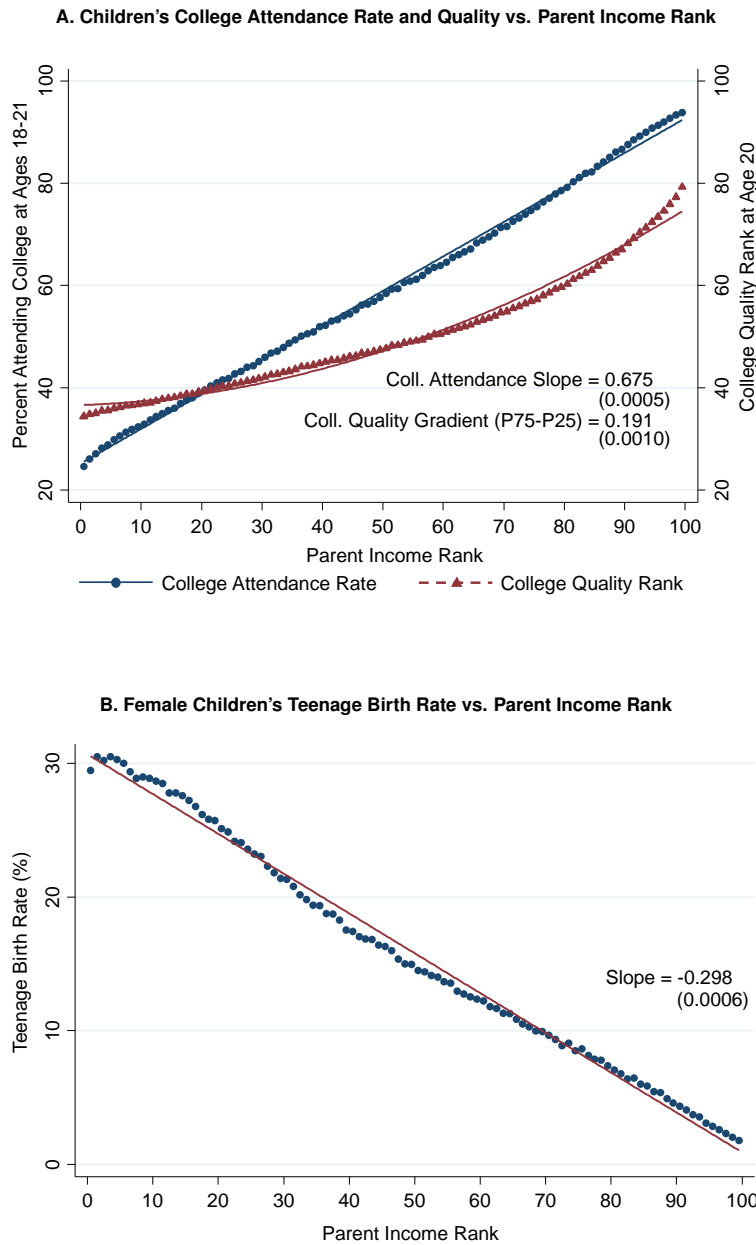 A. Children's College Attendance Rate and Quality vs. Parent Income Rank
Percent Attending College at Ages 18-21
20
40
60
80
100
College Quality Rank at Age 20
20
40
60
80
100
Coll. Attendance Slope = 0.675
(0.0005)
Coll. Quality Gradient (P75-P25) = 0.191
(0.0010)
0 10 20 30 40 50 60 70 80 90 100
Parent Income Rank
College Attendance Rate College Quality Rank
B. Female Children's Teenage Birth Rate vs. Parent Income Rank
Teenage Birth Rate (%)
0
10
20
30
Slope = -0.298
(0.0006)
0 10 20 30 40 50 60 70 80 90 100
Parent Income Rank